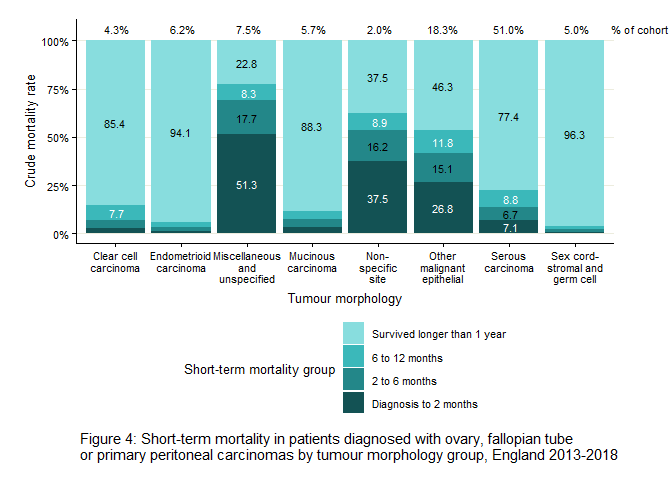 4.3% 6.2% 7.5% 5.7% 2.0% 18.3% 51.0% 5.0% % of cohort
100%
75%
50%
25%
0%
Crude mortality rate
85.4
7.7
94.1
22.8
8.3
17.7
51.3
88.3
37.5
8.9
16.2
37.5
46.3
11.8
15.1
26.8
77.4
8.8
6.7
7.1
96.3
Clear cell
carcinoma
Endometrioid
carcinoma
Miscellaneous
and
unspecified
Mucinous
carcinoma
Non-
specific
site
Other
malignant
epithelial
Serous
carcinoma
Sex cord-
stromal and
germ cell
Tumour morphology
Short-term mortality group
Survived longer than 1 year
6 to 12 months
2 to 6 months
Diagnosis to 2 months
Figure 4: Short-term mortality in patients diagnosed with ovary, fallopian tube
or primary peritoneal carcinomas by tumour morphology group, England 2013-2018